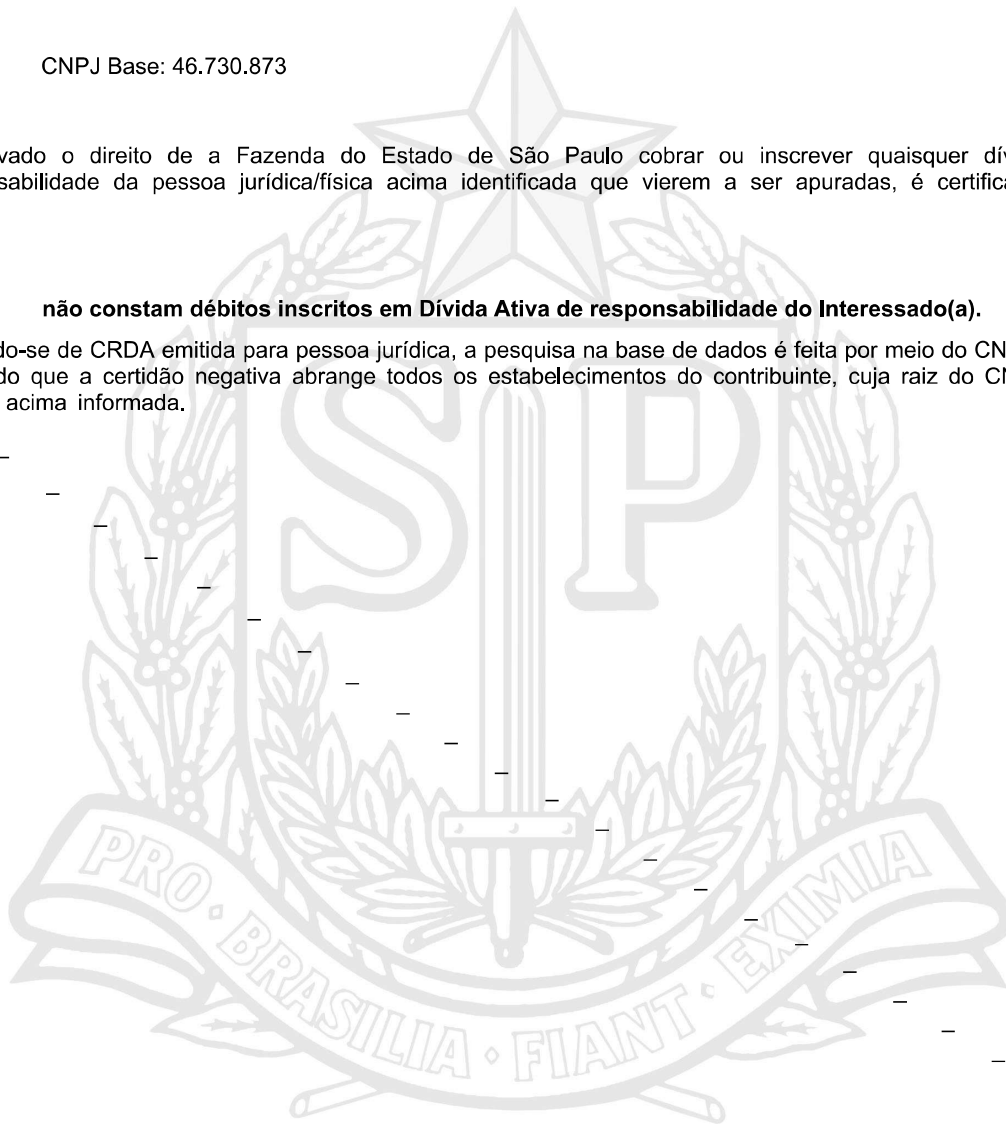 CNPJ Base: 46.730.873
vado o direito de a Fazenda do Estado de São Paulo cobrar ou inscrever quaisquer dív
sabilidade da pessoa jurídica/física acima identificada que vierem a ser apuradas, é certifica
não constam débitos inscritos em Dívida Ativa de responsabilidade do Interessado(a).
do-se de CRDA emitida para pessoa jurídica, a pesquisa na base de dados é feita por meio do CN
do que a certidão negativa abrange todos os estabelecimentos do contribuinte, cuja raiz do CN
acima informada.
SP
PRO · BRASILIA · FIANT · EXIMIA